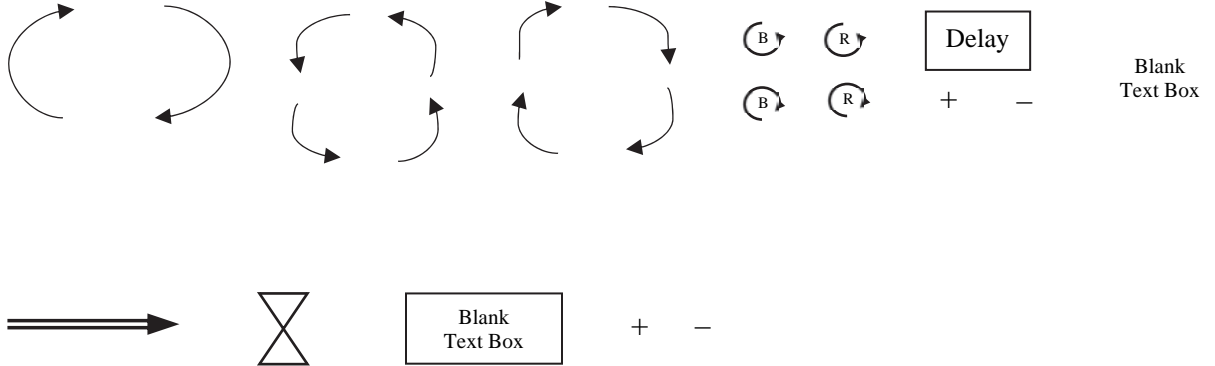 B R Delay
Blank
Text Box
B R + –
Blank
Text Box
+ –